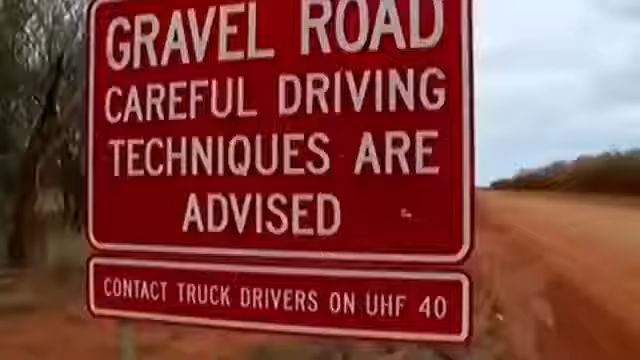 GRAVEL ROAD
CAREFUL DRIVING
TECHNIQUES ARE
ADVISED
CONTACT TRUCK DRIVERS ON UHF 40